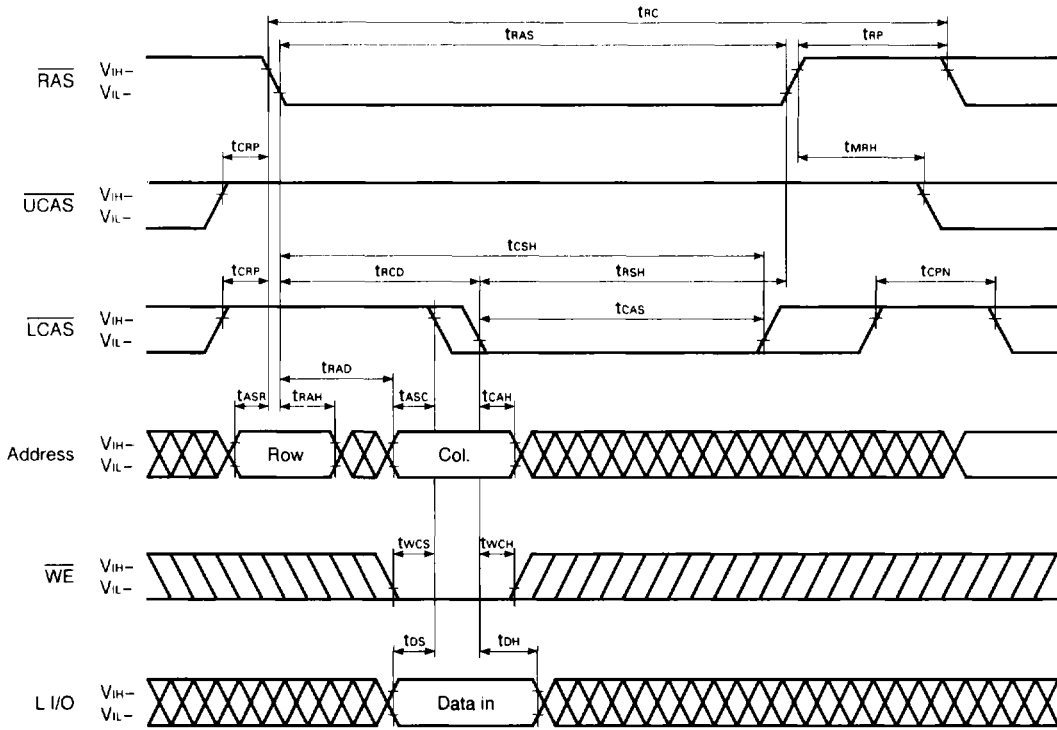 tRC
tRAS tRP
RAS VIH–
VIL–
tCRP tMRH
UCAS VIH–
VIL–
tCSH
tCRP tRCD tRSH tCPN
tCAS
LCAS VIH–
VIL–
tRAD
tASR tRAH tASC tCAH
Address VIH– Row Col.
VIL–
tWCS tWCH
WE VIH–
VIL–
tDS tDH
L I/O VIH– Data in
VIL–